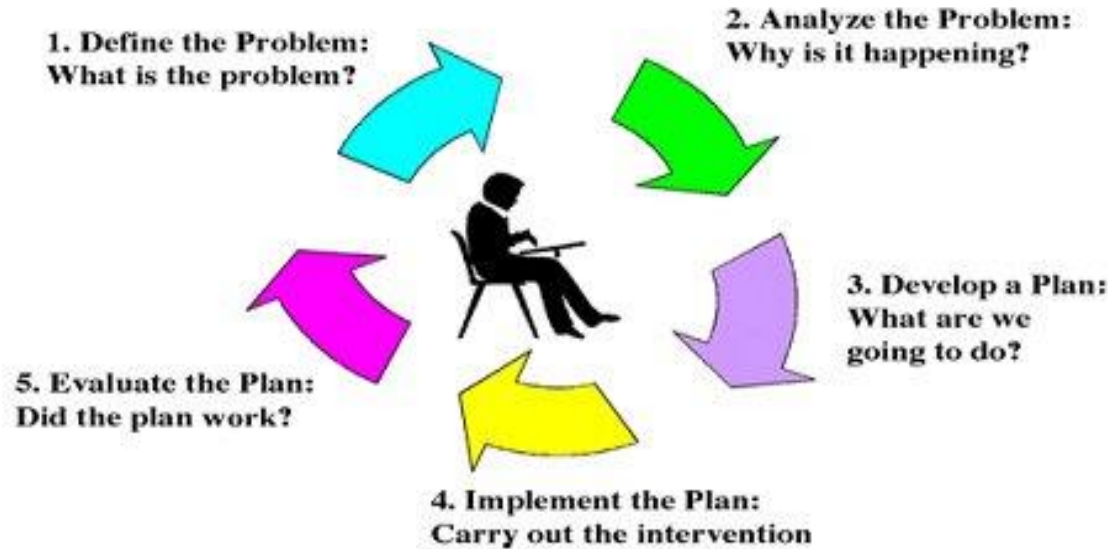 1. Define the Problem:
What is the problem?
2. Analyze the Problem:
Why is it happening?
3. Develop a Plan:
What are we
going to do?
4. Implement the Plan:
Carry out the intervention
5. Evaluate the Plan:
Did the plan work?